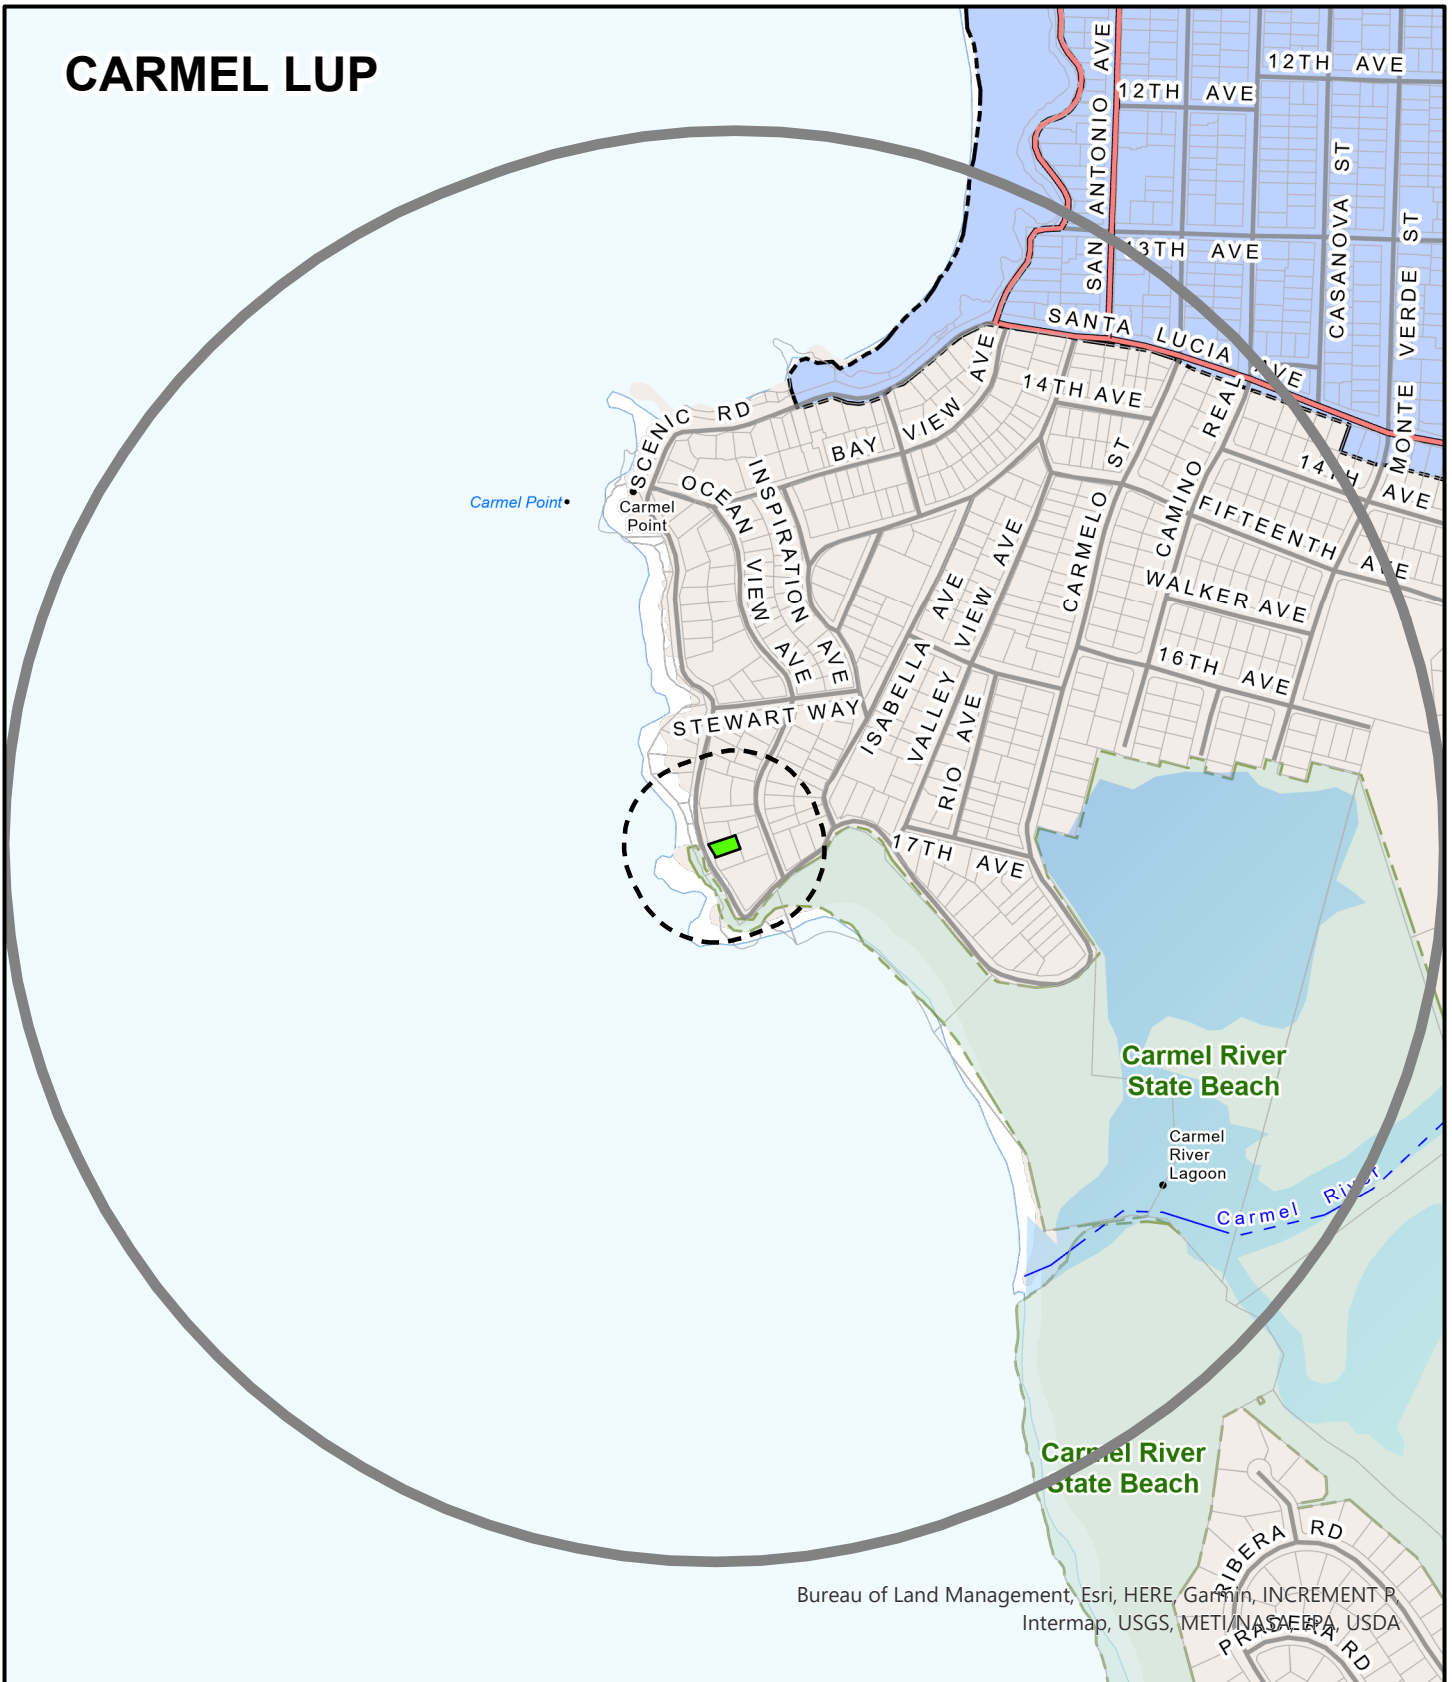 CARMEL LUP
12TH AVE
12TH AVE
SAN ANTONIO AVE
13TH AVE
CASANOVA ST
MONTE VERDE ST
SANTA LUCIA AVE
14TH AVE
SCENIC RD
BAY VIEW AVE
CAMINO REAL
14TH AVE
Carmel Point
Carmel
Point
OCEAN VIEW AVE
INSPIRATION AVE
FIFTEENTH AVE
CARMELO ST
WALKER AVE
16TH AVE
ISABELLA AVE
VALLEY VIEW AVE
RIO AVE
STEWART WAY
17TH AVE
Carmel River
State Beach
Carmel
River
Lagoon
Carmel River
Carmel River
State Beach
RIBERA RD
PRADERA RD
Bureau of Land Management, Esri, HERE, Garmin, INCREMENT P,
Intermap, USGS, METI/NASA, EPA, USDA